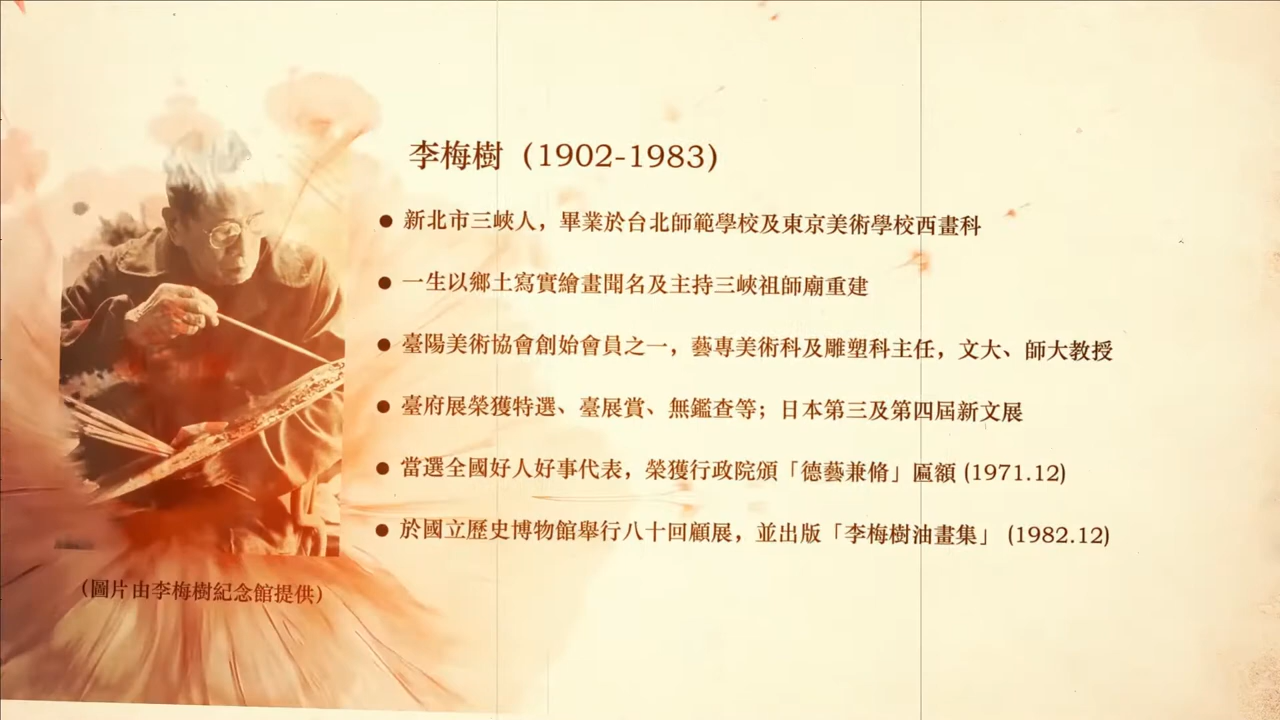 李梅樹（1902-1983）
● 新北市三峽人，畢業於台北師範學校及東京美術學校西畫科
● 一生以鄉土寫實繪畫聞名及主持三峽祖師廟重建
● 臺陽美術協會創始會員之一，藝專美術科及雕塑科主任，文大、師大教授
● 臺府展榮獲特選、臺展賞、無鑑查等；日本第三及第四屆新文展
● 當選全國好人好事代表，榮獲行政院頒「德藝兼脩」匾額 (1971.12)
● 於國立歷史博物館舉行八十回顧展，並出版「李梅樹油畫集」 (1982.12)
（圖片由李梅樹紀念館提供）